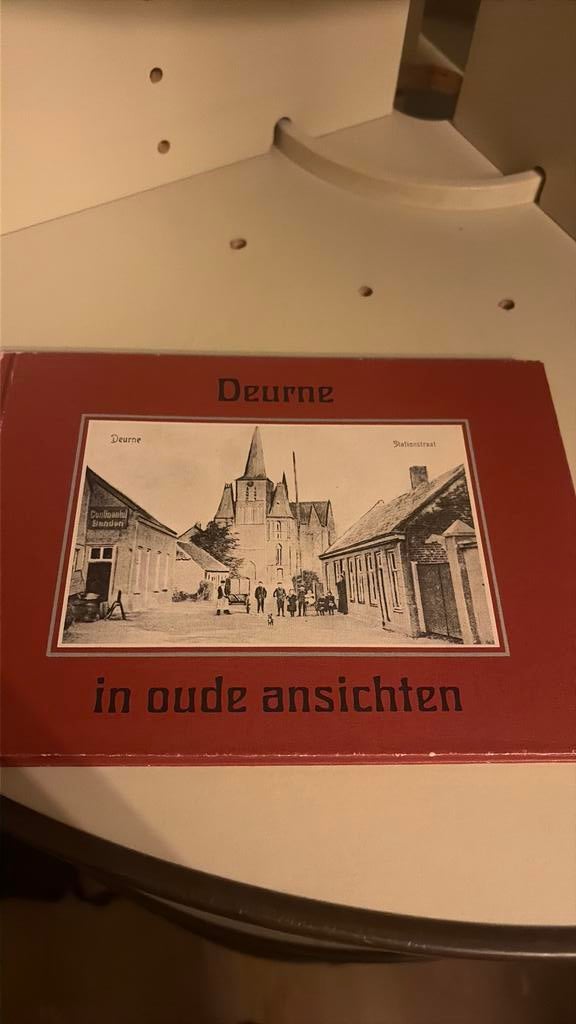 Deurne
Deurne
Stationstraat
Continental
Banden
in oude ansichten